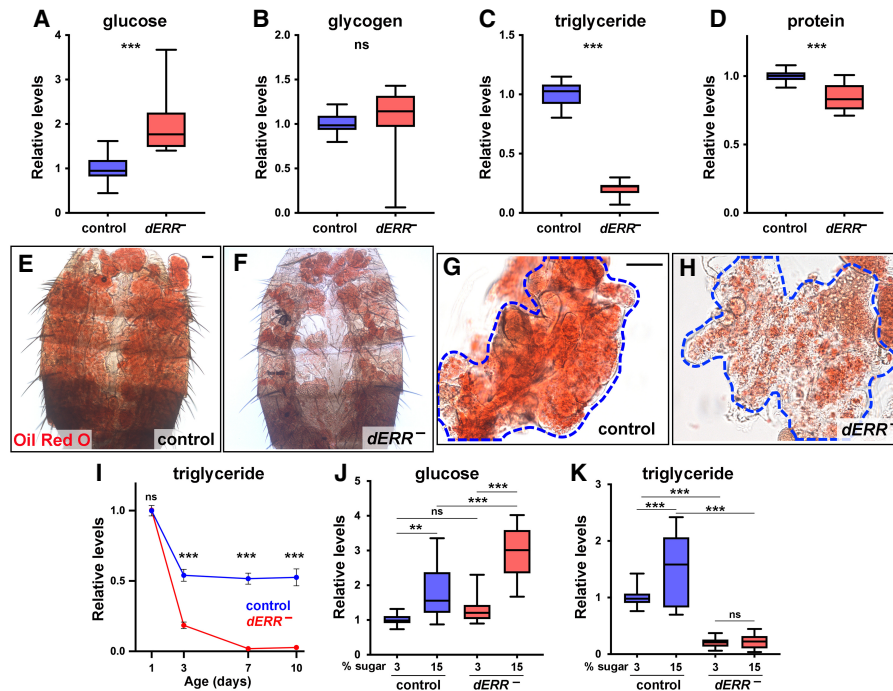 A glucose
***
Relative levels
4
3
2
1
0
control dERR⁻
B glycogen
ns
Relative levels
2.0
1.5
1.0
0.5
0.0
control dERR⁻
C triglyceride
***
Relative levels
1.5
1.0
0.5
0.0
control dERR⁻
D protein
***
Relative levels
1.0
0.5
0.0
control dERR⁻
E
Oil Red O control
F
dERR⁻
G
control
H
dERR⁻
I triglyceride
ns
*** *** ***
Relative levels
1.0
0.5
0.0
control
dERR⁻
1 3 7 10
Age (days)
J glucose
***
***
ns
**
Relative levels
5
4
3
2
1
0
% sugar 3 15 3 15
control dERR⁻
K triglyceride
***
*** ***
ns
Relative levels
3
2
1
0
% sugar 3 15 3 15
control dERR⁻